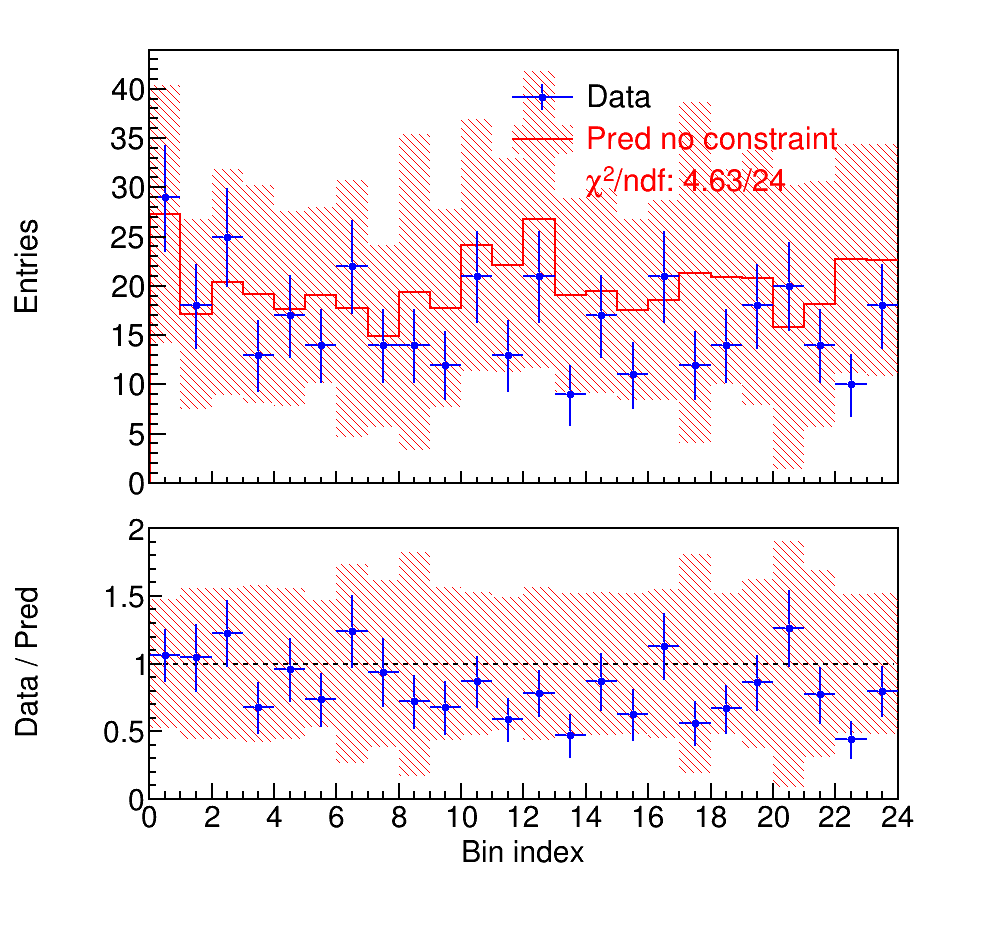 Entries
40
35
30
25
20
15
10
5
0
Data
Pred no constraint
χ²/ndf: 4.63/24
Data / Pred
2
1.5
1
0.5
0
0 2 4 6 8 10 12 14 16 18 20 22 24
Bin index